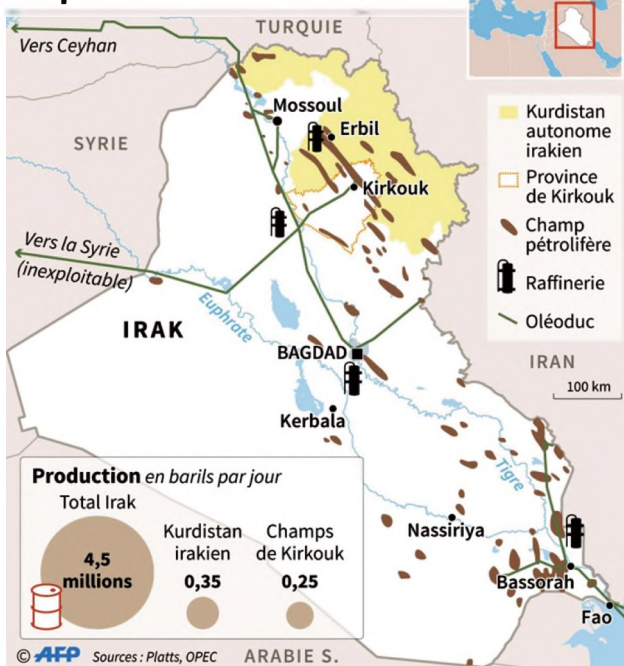 TURQUIE
Vers Ceyhan
Mossoul
Erbil
SYRIE
Kirkouk
Vers la Syrie
(inexploitable)
Euphrate
IRAK
BAGDAD
IRAN
100 km
Kerbala
Tigre
Nassiriya
Bassorah
Fao
ARABIE S.
Kurdistan
autonome
irakien
Province
de Kirkouk
Champ
pétrolifère
Raffinerie
Oléoduc
Production en barils par jour
Total Irak
4,5
millions
Kurdistan
irakien
0,35
Champs
de Kirkouk
0,25
© AFP Sources : Platts, OPEC